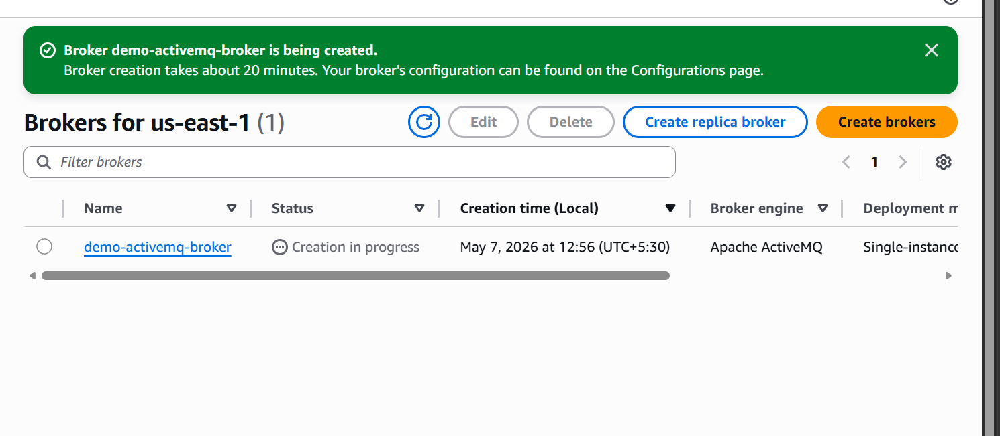 Broker demo-activemq-broker is being created.
Broker creation takes about 20 minutes. Your broker's configuration can be found on the Configurations page.
Brokers for us-east-1 (1)
Edit
Delete
Create replica broker
Create brokers
Filter brokers
1
Name Status Creation time (Local) Broker engine Deployment m
demo-activemq-broker Creation in progress May 7, 2026 at 12:56 (UTC+5:30) Apache ActiveMQ Single-instance